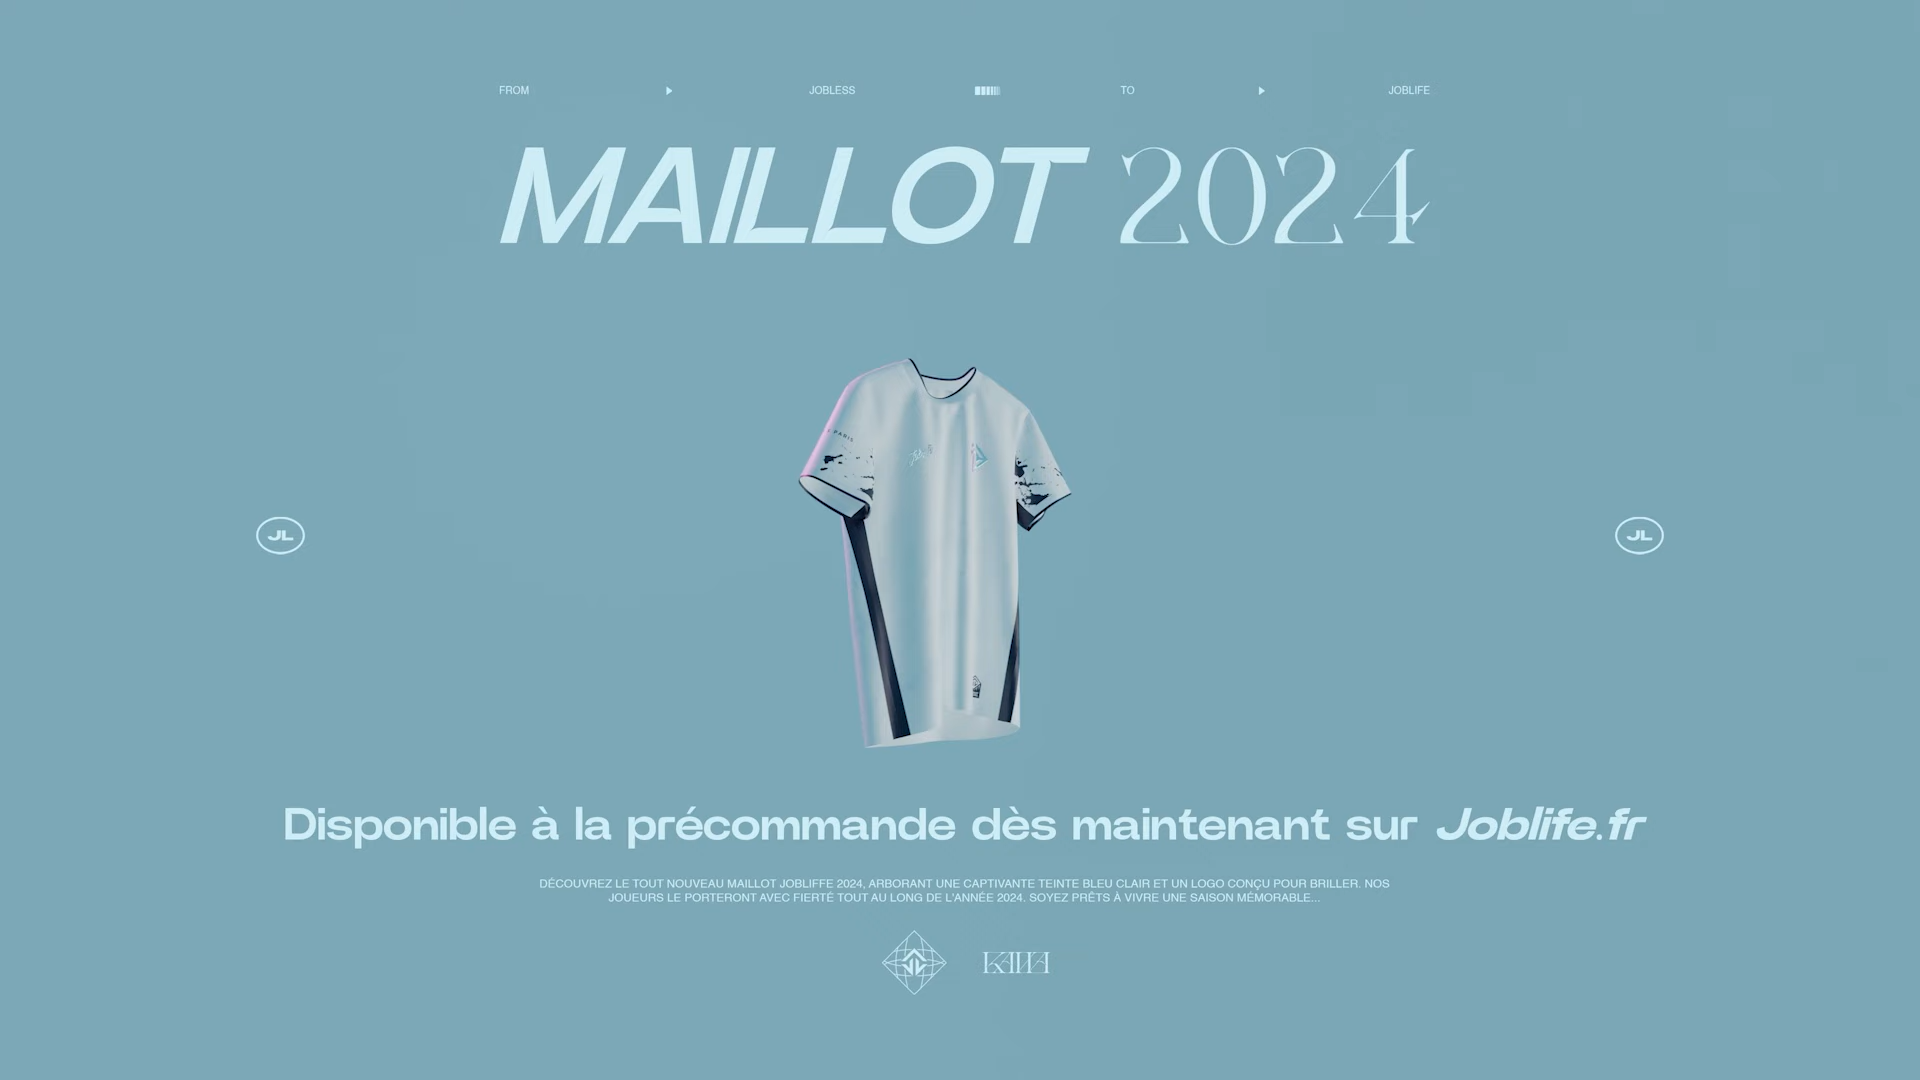 FROM JOBLESS TO JOBLIFE
MAILLOT 2024
PARIS
JL JL
Disponible à la précommande dès maintenant sur Joblife.fr
DÉCOUVREZ LE TOUT NOUVEAU MAILLOT JOBLIFFE 2024, ARBORANT UNE CAPTIVANTE TEINTE BLEU CLAIR ET UN LOGO CONÇU POUR BRILLER. NOS
JOUEURS LE PORTERONT AVEC FIERTÉ TOUT AU LONG DE L'ANNÉE 2024. SOYEZ PRÊTS À VIVRE UNE SAISON MÉMORABLE...